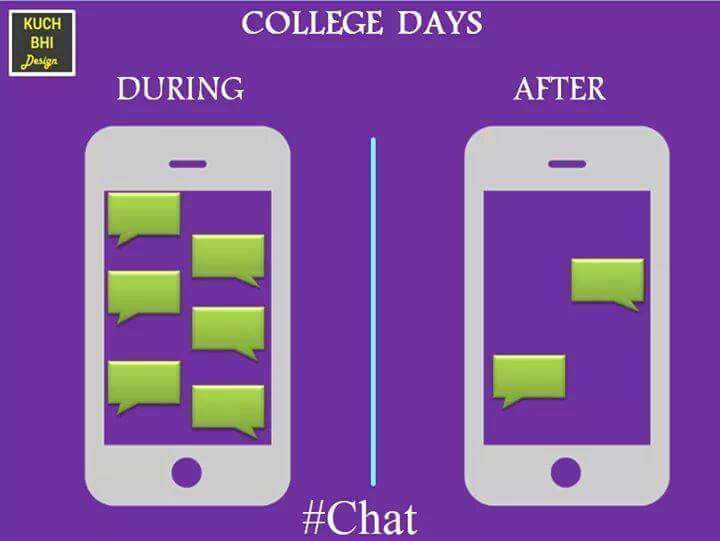 KUCH
BHI
Design
COLLEGE DAYS
DURING
AFTER
#Chat